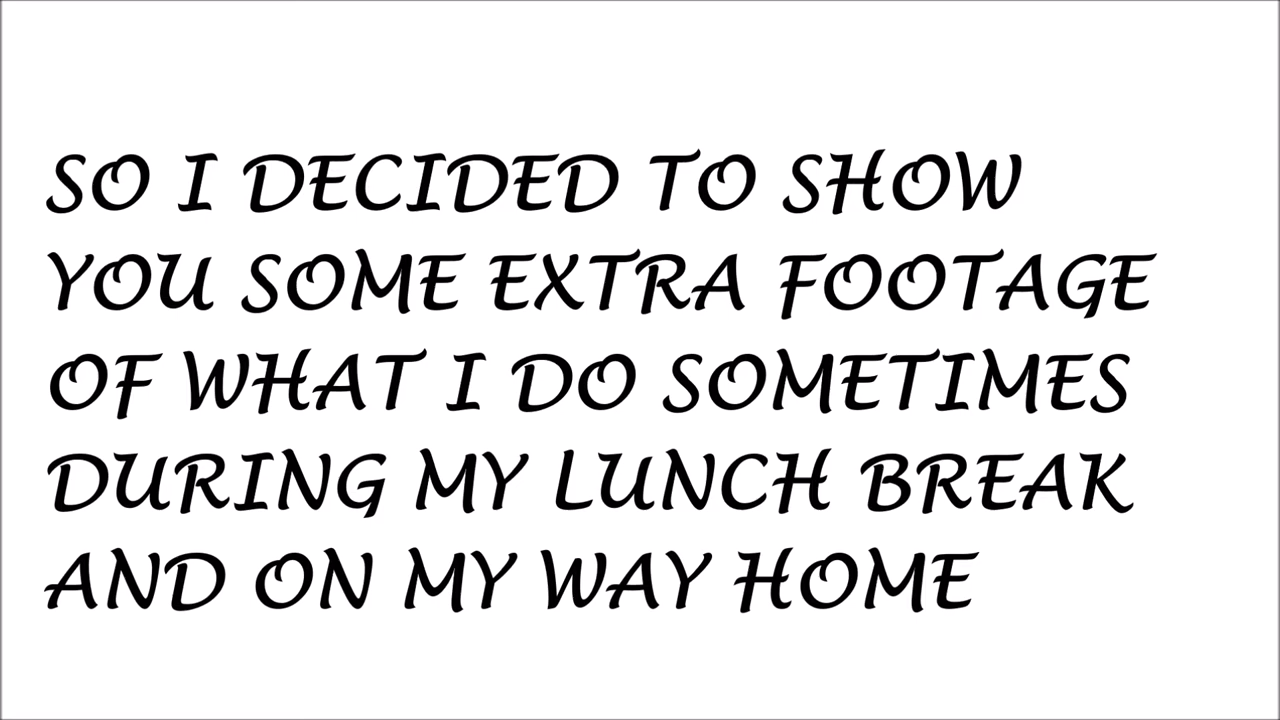 SO I DECIDED TO SHOW
YOU SOME EXTRA FOOTAGE
OF WHAT I DO SOMETIMES
DURING MY LUNCH BREAK
AND ON MY WAY HOME